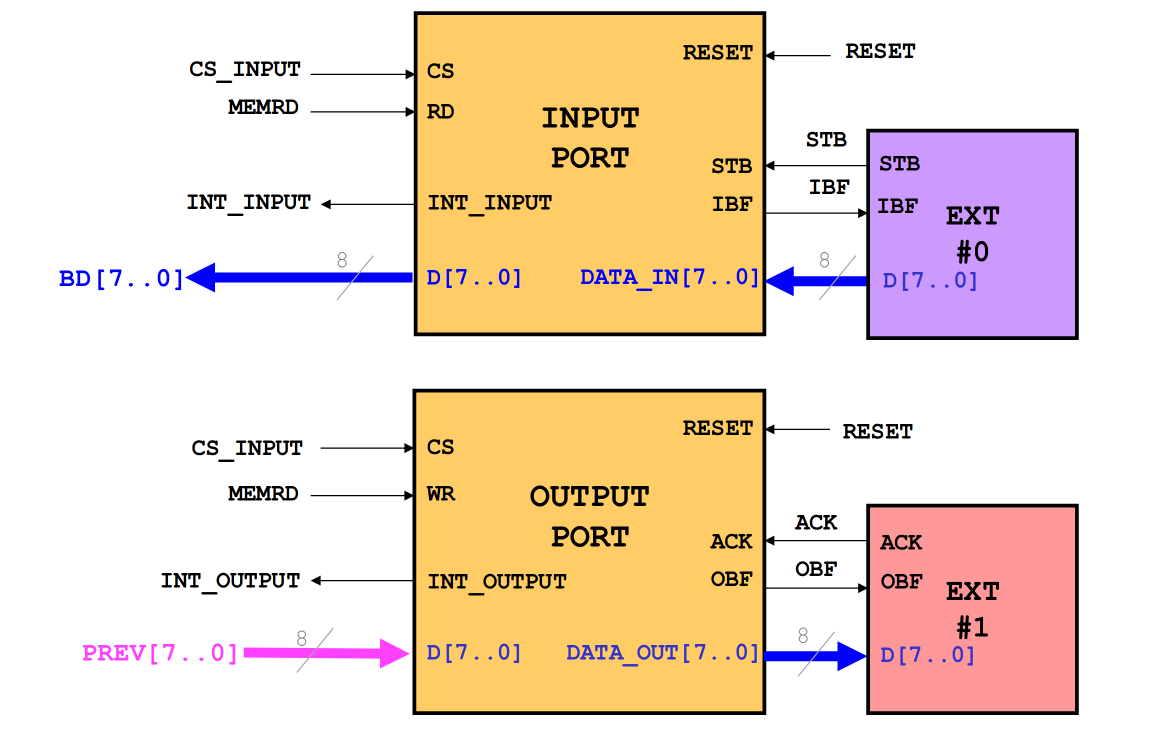 RESET
RESET
CS_INPUT
CS
MEMRD
RD
INPUT
PORT
STB
STB
STB
IBF
INT_INPUT
INT_INPUT
IBF
IBF
EXT
#0
8
8
BD[7..0]
D[7..0]
DATA_IN[7..0]
D[7..0]
RESET
RESET
CS_INPUT
CS
MEMRD
WR
OUTPUT
PORT
ACK
ACK
ACK
OBF
INT_OUTPUT
INT_OUTPUT
OBF
OBF
EXT
#1
8
8
PREV[7..0]
D[7..0]
DATA_OUT[7..0]
D[7..0]